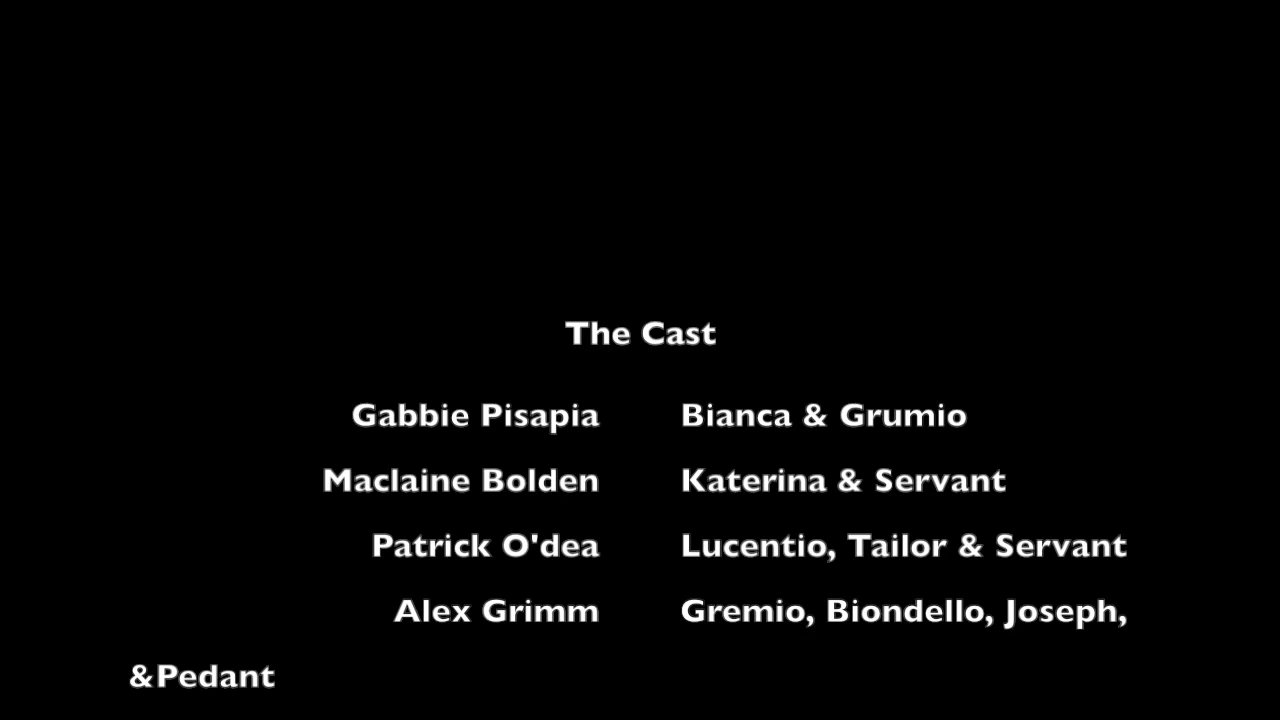 The Cast
Gabbie Pisapia Bianca & Grumio
Maclaine Bolden Katerina & Servant
Patrick O'dea Lucentio, Tailor & Servant
Alex Grimm Gremio, Biondello, Joseph,
&Pedant